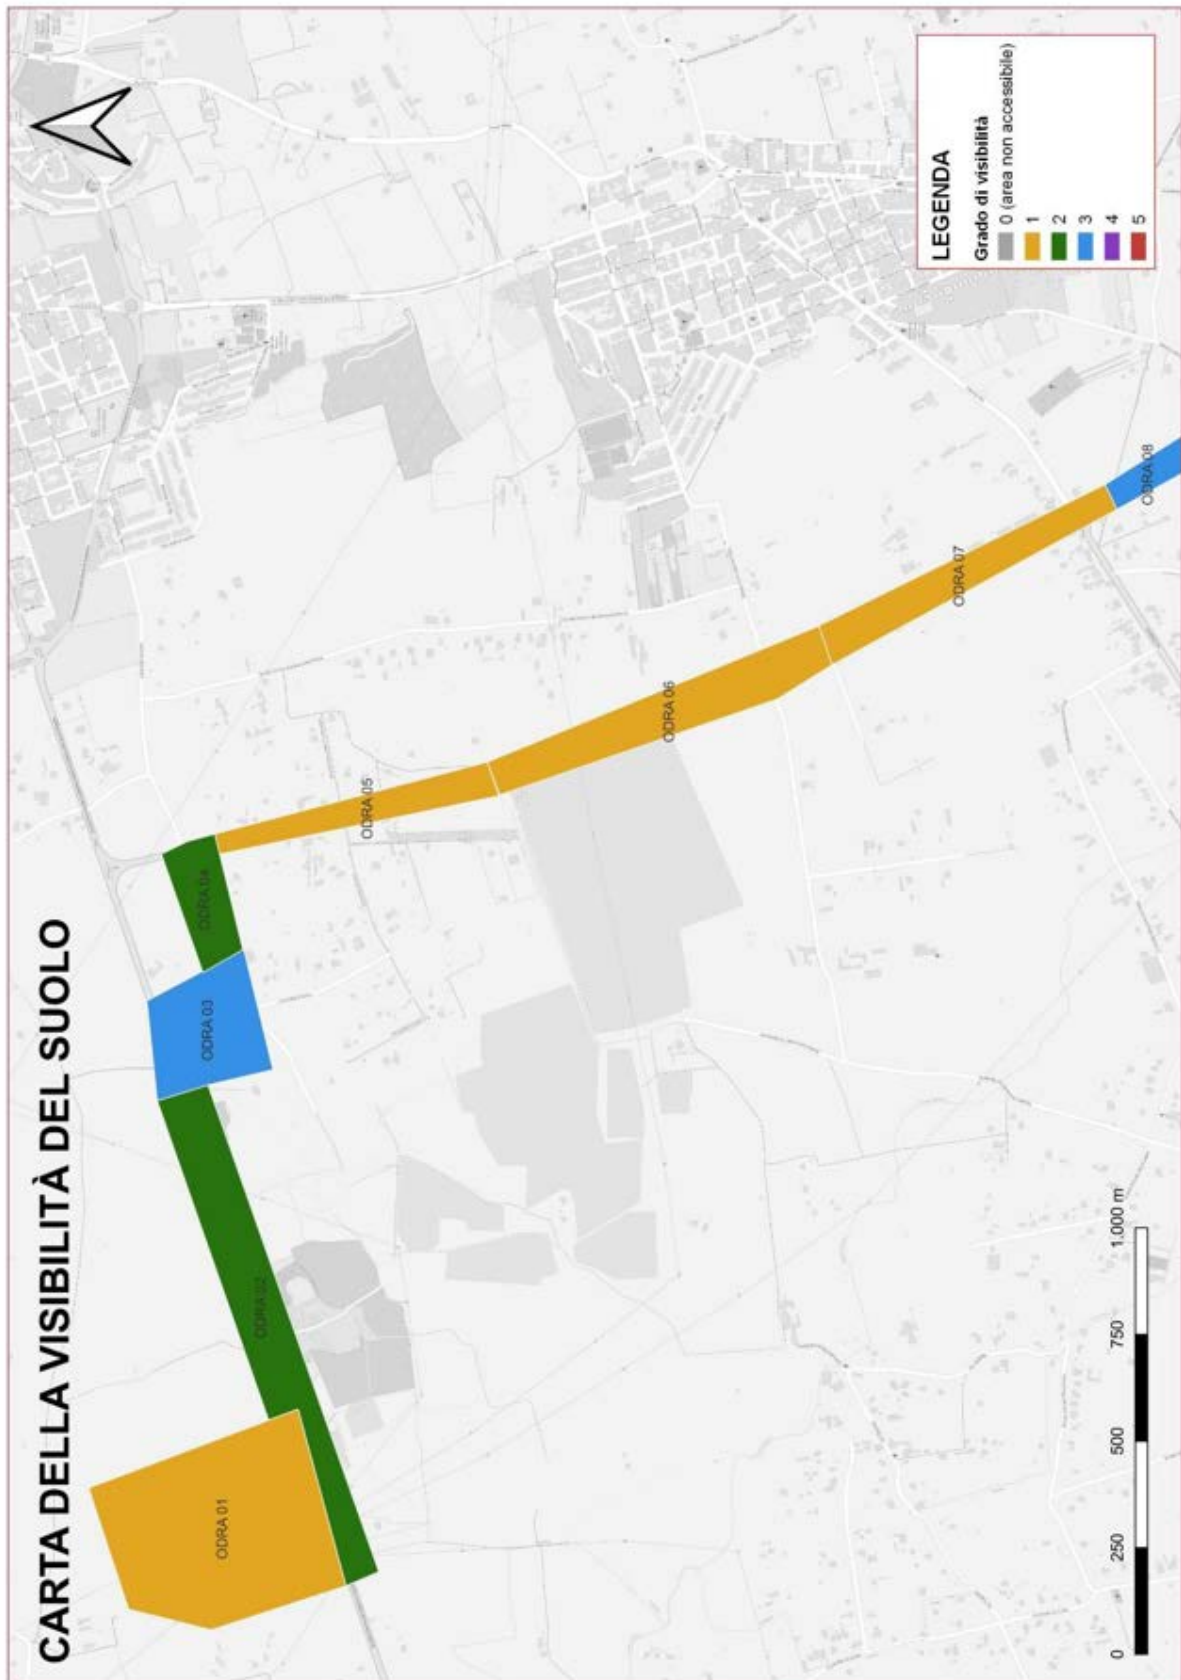 CARTA DELLA VISIBILITÀ DEL SUOLO
LEGENDA
Grado di visibilità
0 (area non accessibile)
1
2
3
4
5
ODRA 01
ODRA 02
ODRA 03
ODRA 04
ODRA 05
ODRA 06
ODRA 07
ODRA 08
0 250 500 750 1.000 m